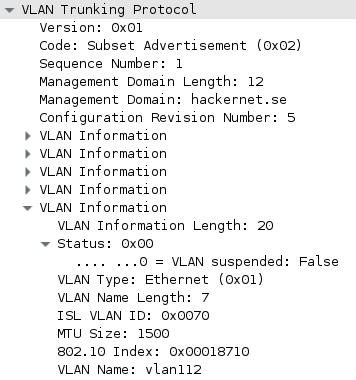 VLAN Trunking Protocol
Version: 0x01
Code: Subset Advertisement (0x02)
Sequence Number: 1
Management Domain Length: 12
Management Domain: hackernet.se
Configuration Revision Number: 5
VLAN Information
VLAN Information
VLAN Information
VLAN Information
VLAN Information
VLAN Information Length: 20
Status: 0x00
.... ...0 = VLAN suspended: False
VLAN Type: Ethernet (0x01)
VLAN Name Length: 7
ISL VLAN ID: 0x0070
MTU Size: 1500
802.10 Index: 0x00018710
VLAN Name: vlan112